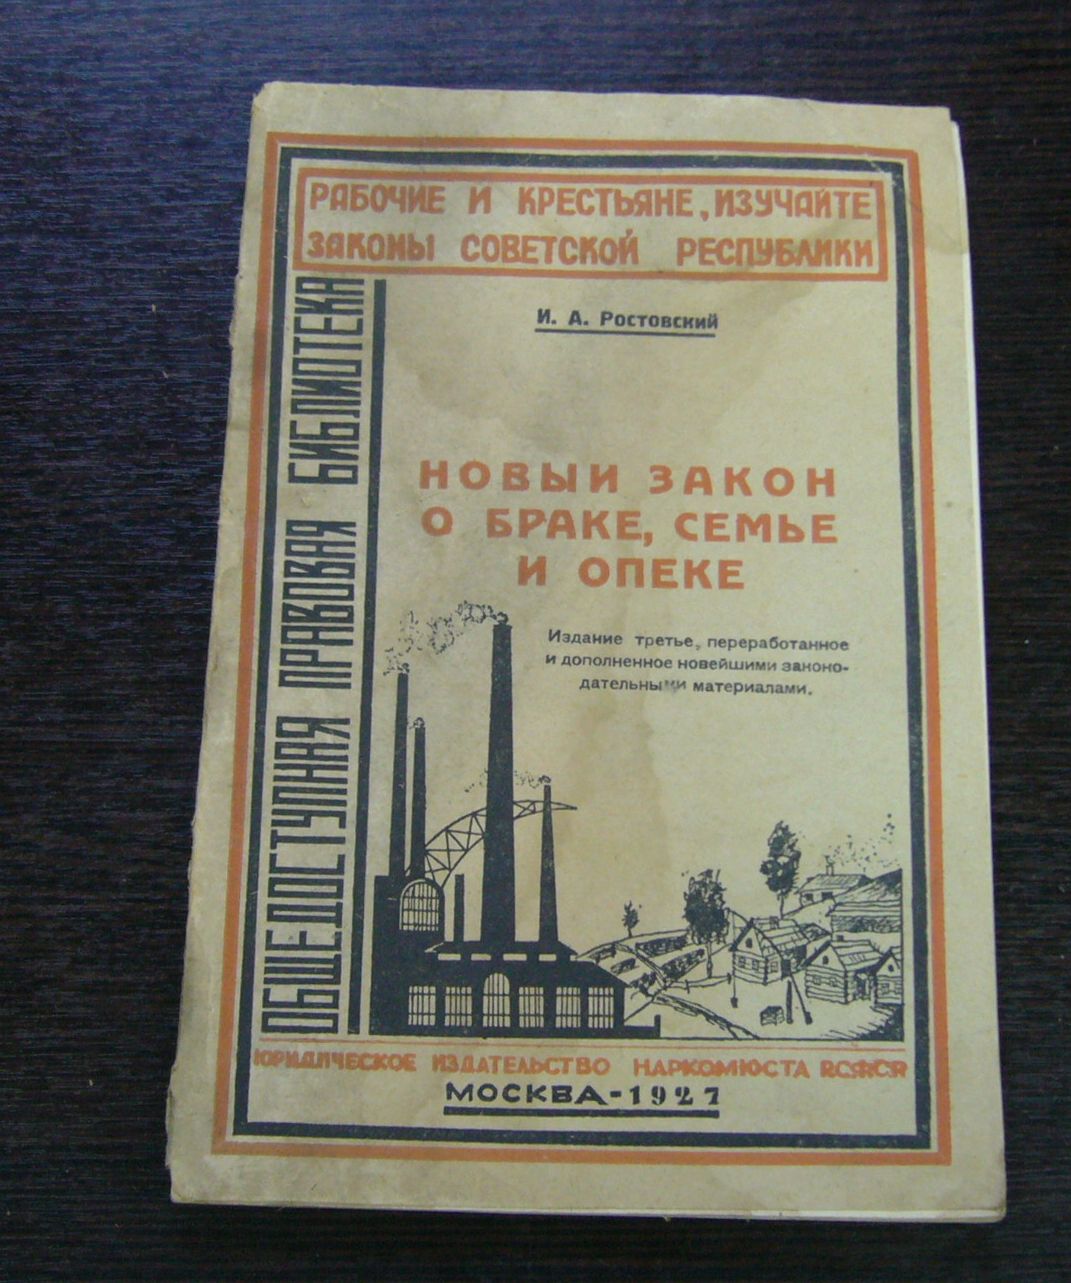 РАБОЧИЕ И КРЕСТЬЯНЕ, ИЗУЧАЙТЕ
ЗАКОНЫ СОВЕТСКОЙ РЕСПУБЛИКИ
ОБЩЕДОСТУПНАЯ ПРАВОВАЯ БИБЛИОТЕКА
И. А. Ростовский
НОВЫЙ ЗАКОН
О БРАКЕ, СЕМЬЕ
И ОПЕКЕ
Издание третье, переработанное
и дополненное новейшими законо-
дательными материалами.
ЮРИДИЧЕСКОЕ ИЗДАТЕЛЬСТВО НАРКОМЮСТА Р.С.Ф.С.Р
МОСКВА-1927